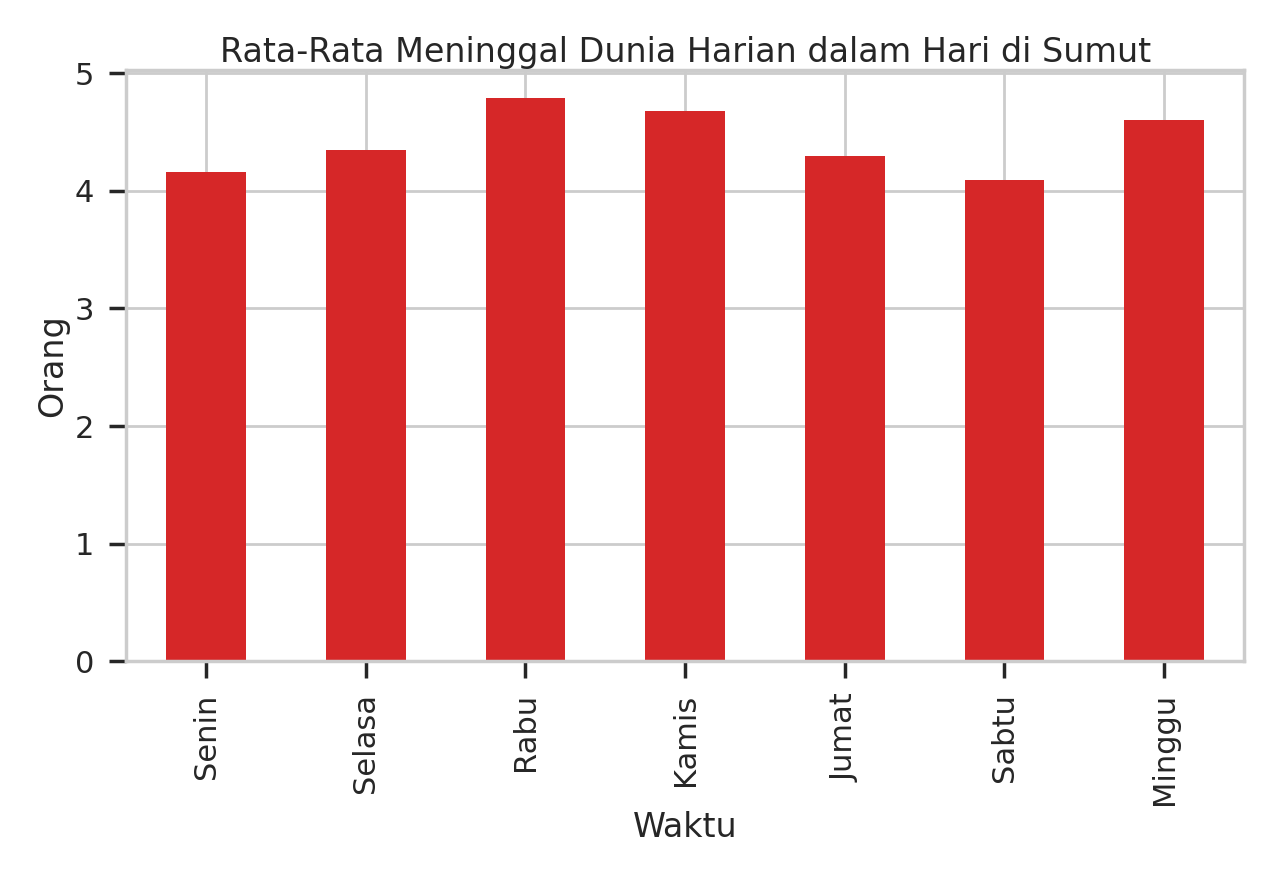 Rata-Rata Meninggal Dunia Harian dalam Hari di Sumut
5
4
3
2
1
0
Orang
Senin
Selasa
Rabu
Kamis
Jumat
Sabtu
Minggu
Waktu